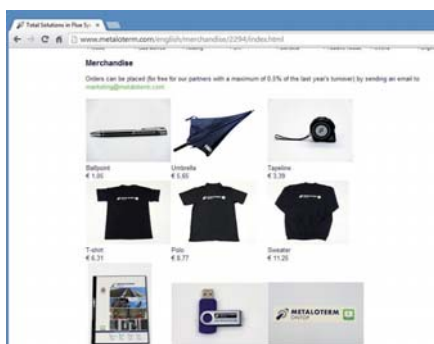 Total Solutions in Flue Sy
www.metaloterm.com/english/merchandise/2294/index.html
Merchandise
Orders can be placed (for free for our partners with a maximum of 0.5% of the last year's turnover) by sending an email to
marketing@metaloterm.com
Ballpoint Umbrella Tapeline
€ 1,05 € 5,65 € 3,39
T-shirt Polo Sweater
€ 6,31 € 8,77 € 11,25
METALOTERM